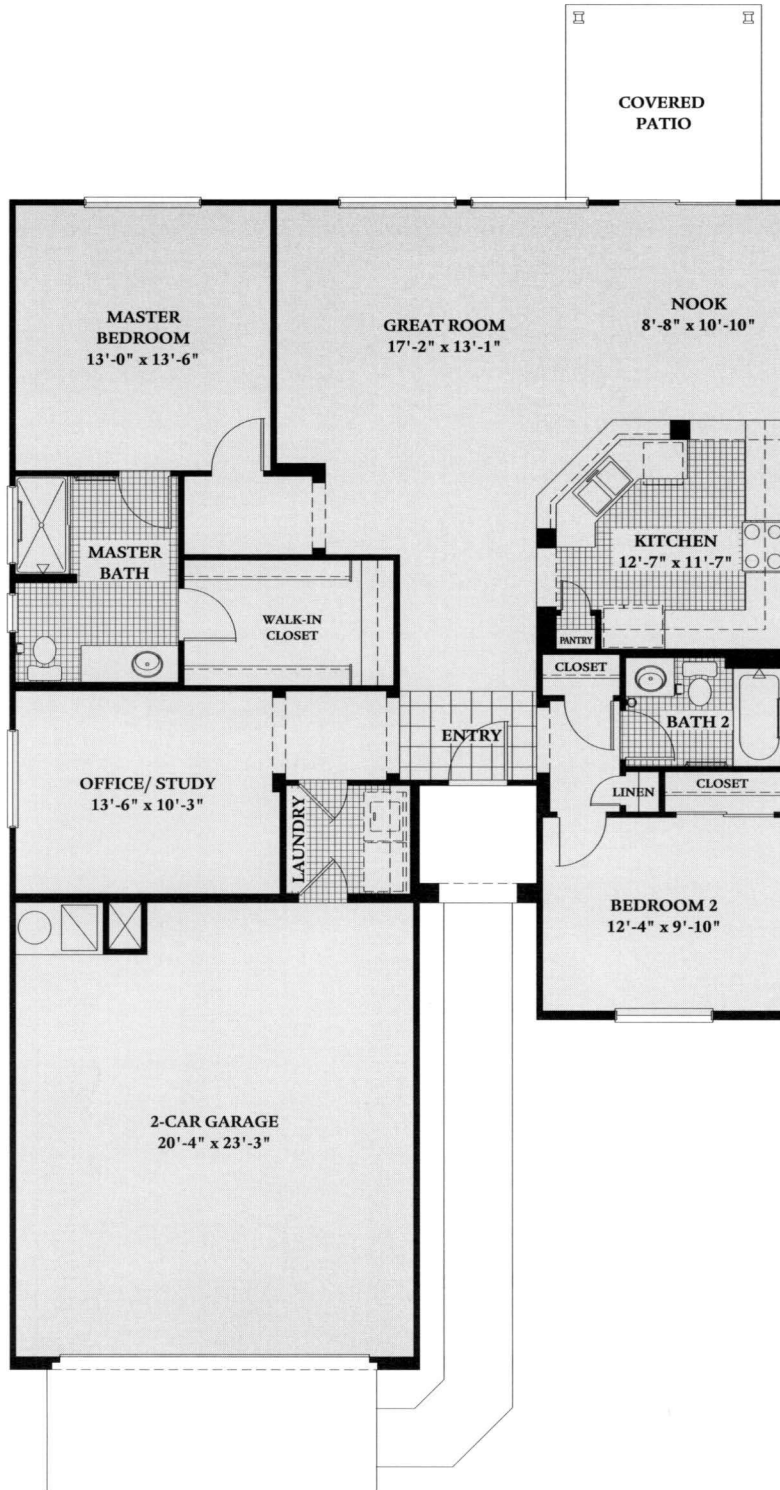 COVERED
PATIO
MASTER
BEDROOM
13'-0" x 13'-6"
GREAT ROOM
17'-2" x 13'-1"
NOOK
8'-8" x 10'-10"
MASTER
BATH
KITCHEN
12'-7" x 11'-7"
WALK-IN
CLOSET
PANTRY
CLOSET
BATH 2
ENTRY
OFFICE/ STUDY
13'-6" x 10'-3"
LAUNDRY
LINEN
CLOSET
BEDROOM 2
12'-4" x 9'-10"
2-CAR GARAGE
20'-4" x 23'-3"